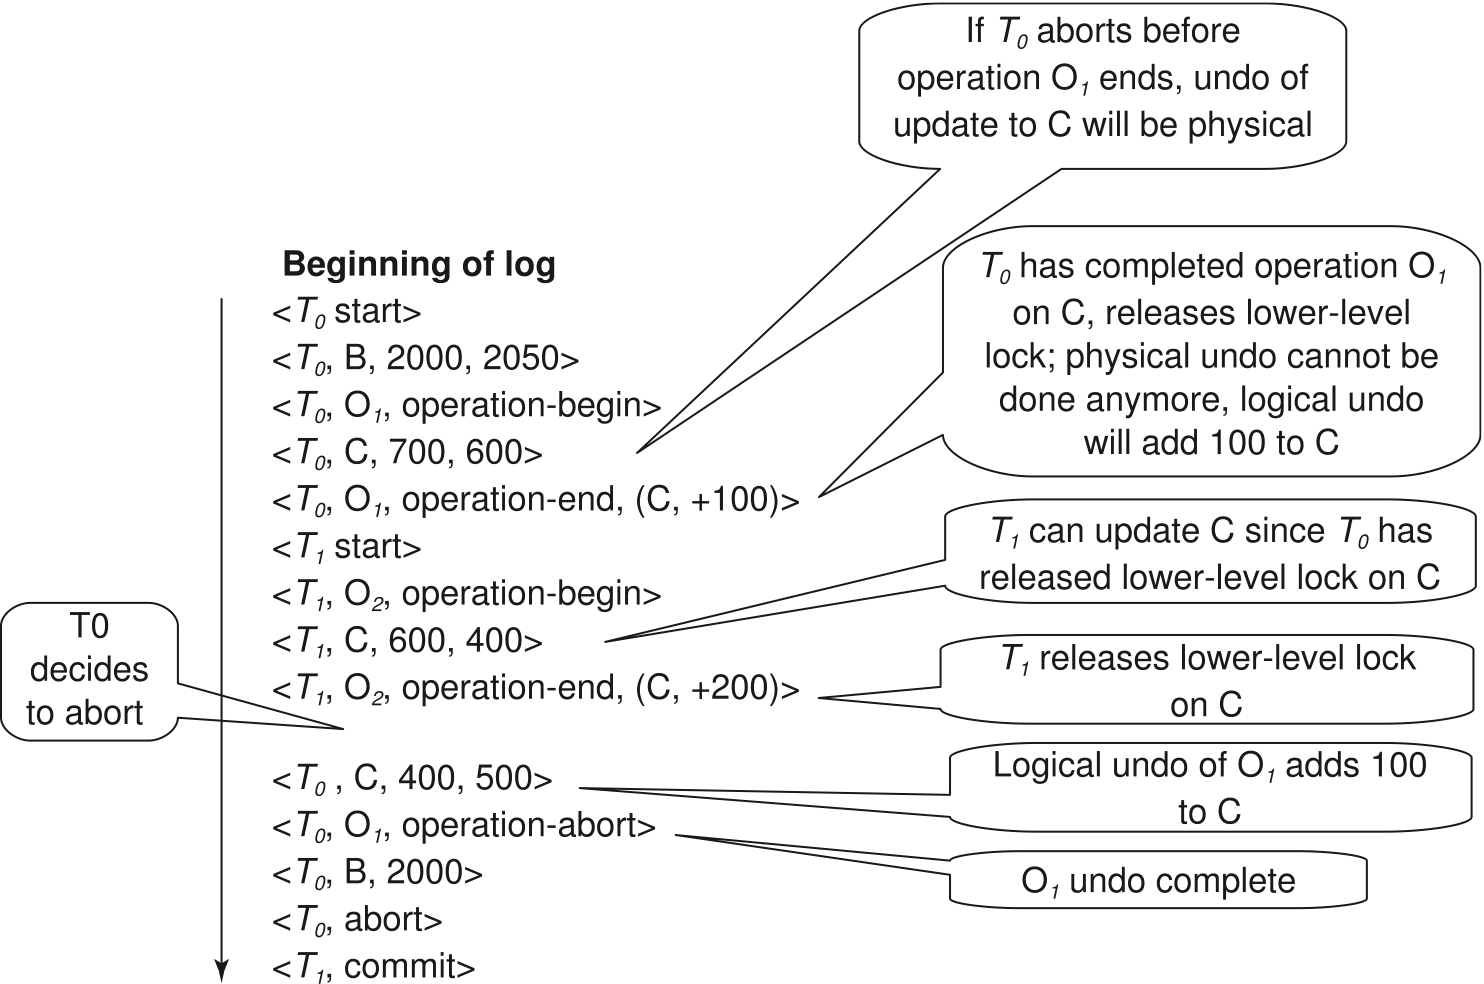 If T0 aborts before
operation O1 ends, undo of
update to C will be physical
T0 has completed operation O1
on C, releases lower-level
lock; physical undo cannot be
done anymore, logical undo
will add 100 to C
Beginning of log
<T0 start>
<T0, B, 2000, 2050>
<T0, O1, operation-begin>
<T0, C, 700, 600>
<T0, O1, operation-end, (C, +100)>
<T1 start>
<T1, O2, operation-begin>
<T1, C, 600, 400>
<T1, O2, operation-end, (C, +200)>
T1 can update C since T0 has
released lower-level lock on C
T0
decides
to abort
T1 releases lower-level lock
on C
<T0 , C, 400, 500>
<T0, O1, operation-abort>
<T0, B, 2000>
<T0, abort>
<T1, commit>
Logical undo of O1 adds 100
to C
O1 undo complete